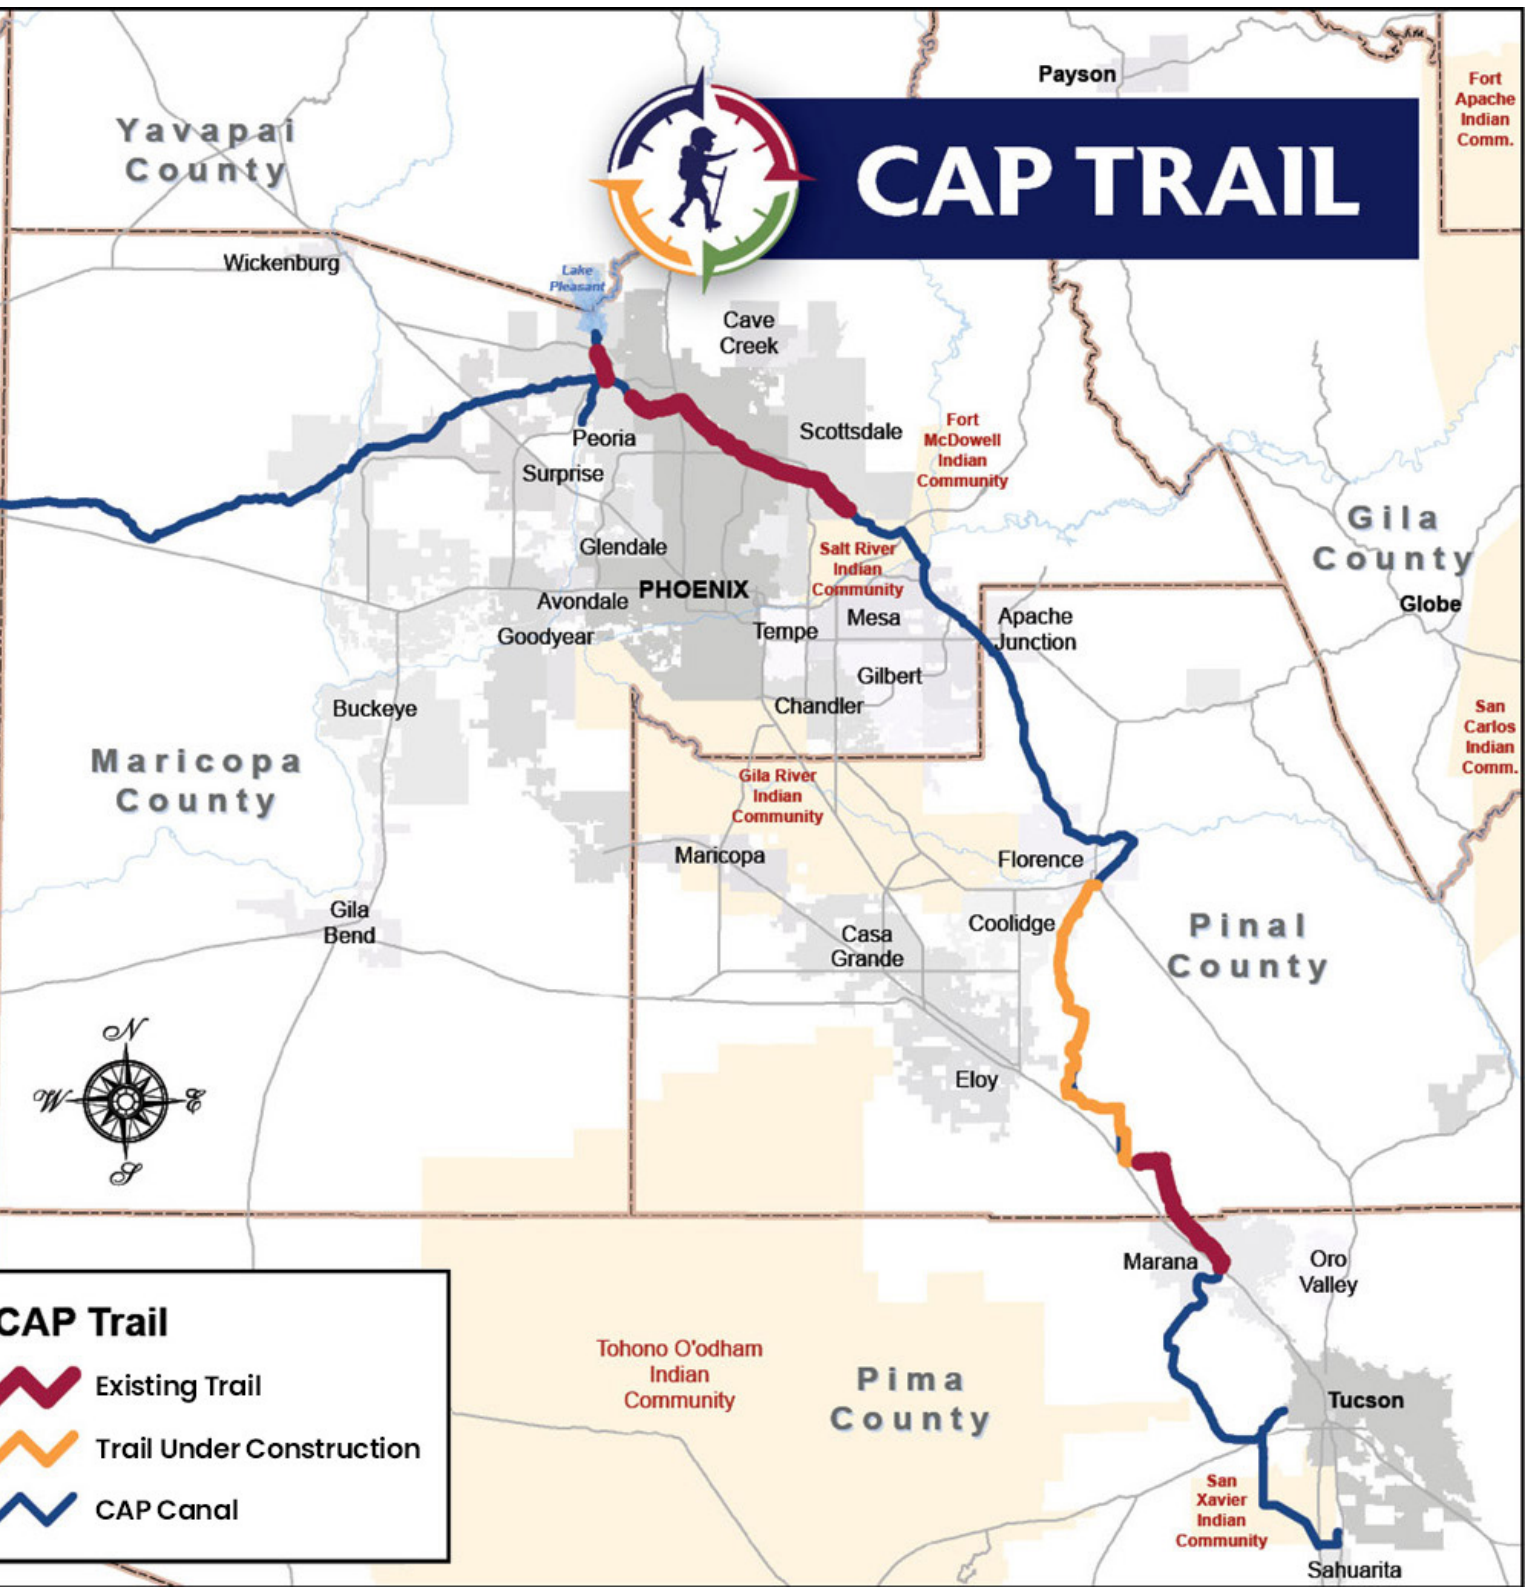 Payson
Fort
Apache
Indian
Comm.
Yavapai
County
CAP TRAIL
Wickenburg
Lake
Pleasant
Cave
Creek
Scottsdale
Fort
McDowell
Indian
Community
Peoria
Surprise
Gila
County
Glendale
Salt River
Indian
Community
PHOENIX
Avondale
Globe
Goodyear
Tempe
Mesa
Apache
Junction
Gilbert
Buckeye
Chandler
San
Carlos
Indian
Comm.
Maricopa
County
Gila River
Indian
Community
Maricopa
Florence
Gila
Bend
Coolidge
Casa
Grande
Pinal
County
N
W
E
S
Eloy
Marana
Oro
Valley
CAP Trail
Existing Trail
Trail Under Construction
CAP Canal
Tohono O'odham
Indian
Community
Pima
County
Tucson
San
Xavier
Indian
Community
Sahuarita